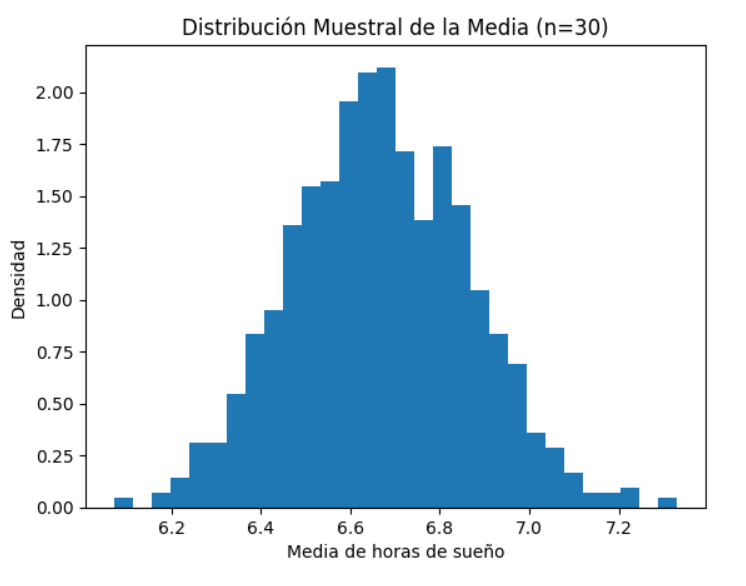 Distribución Muestral de la Media (n=30)
2.00
1.75
1.50
1.25
1.00
0.75
0.50
0.25
0.00
Densidad
6.2 6.4 6.6 6.8 7.0 7.2
Media de horas de sueño